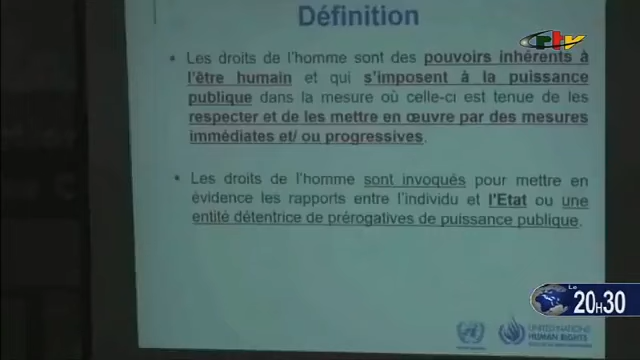 Définition
crtv
• Les droits de l'homme sont des pouvoirs inhérents à
l'être humain et qui s'imposent à la puissance
publique dans la mesure où celle-ci est tenue de les
respecter et de les mettre en œuvre par des mesures
immédiates et/ ou progressives.
• Les droits de l'homme sont invoqués pour mettre en
évidence les rapports entre l'individu et l'Etat ou une
entité détentrice de prérogatives de puissance publique.
Le
20H30
UNITED NATIONS
HUMAN RIGHTS